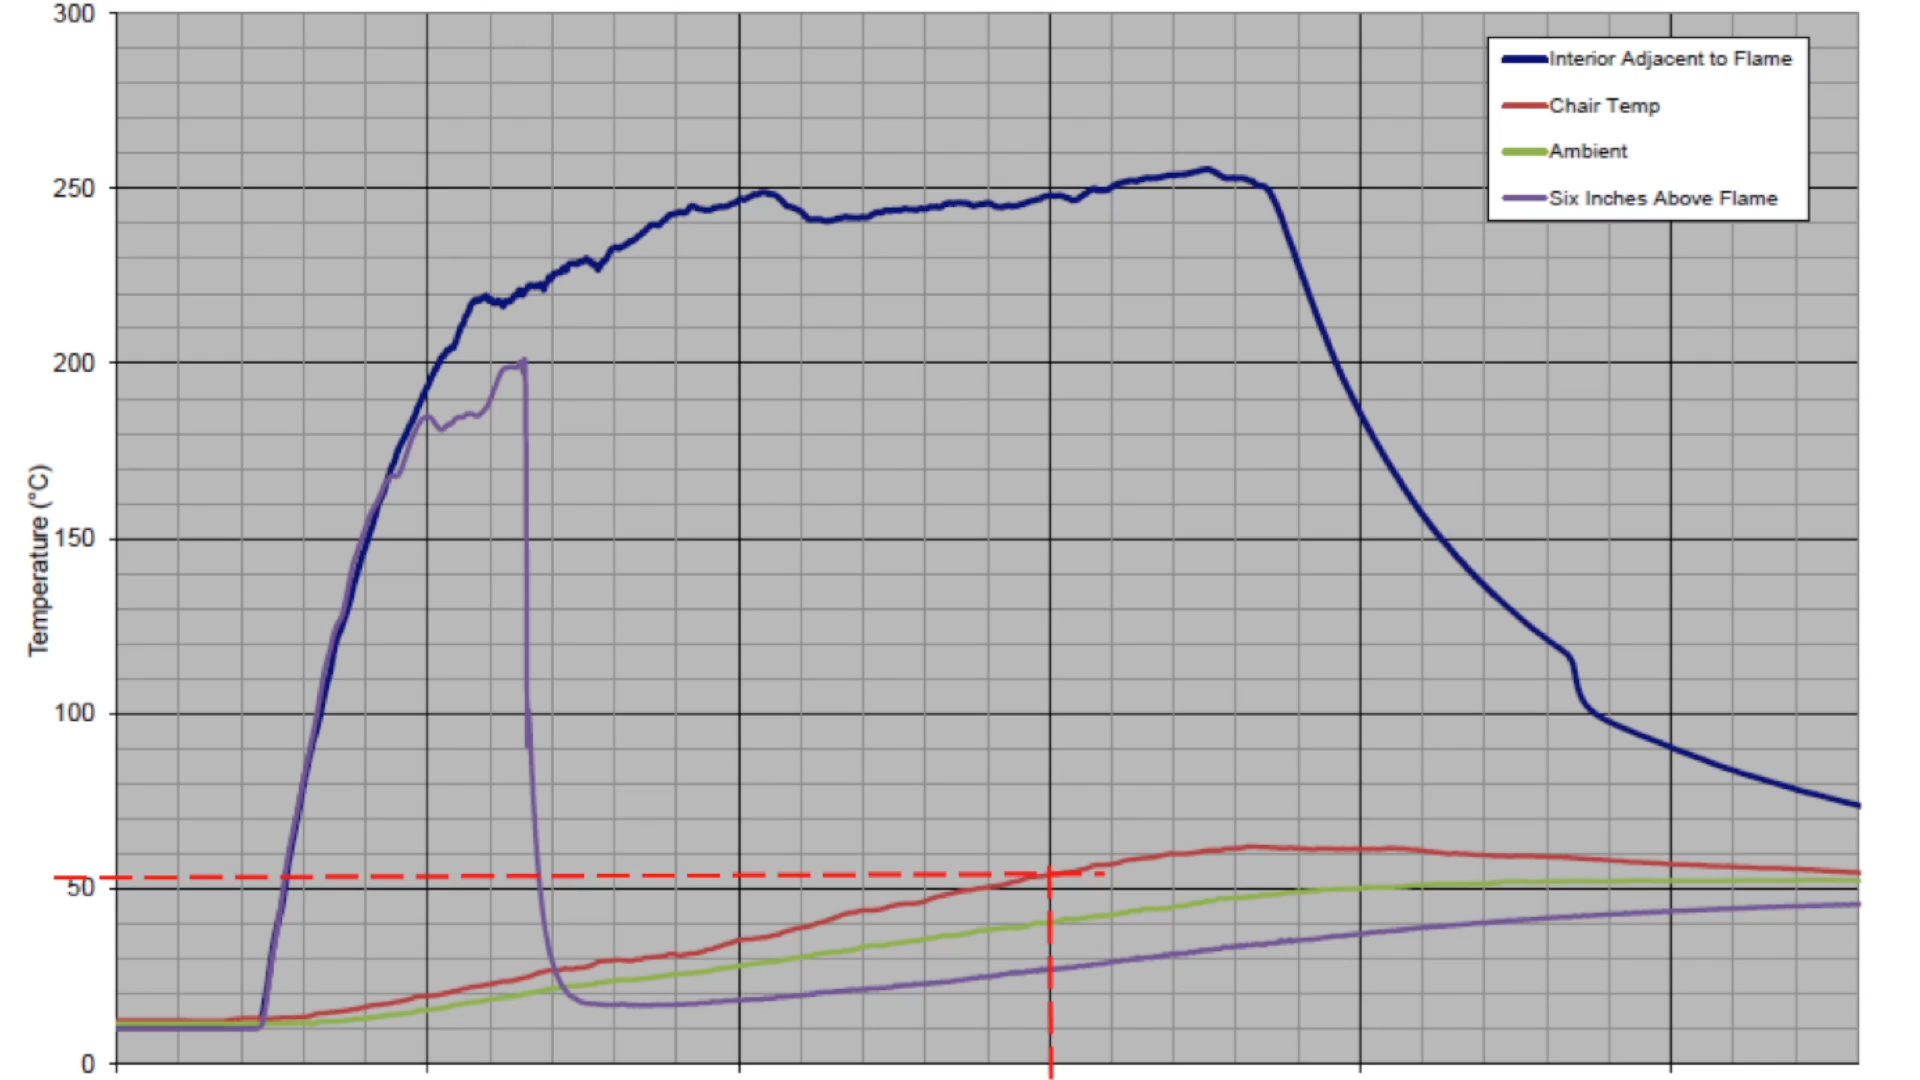 300
250
200
150
100
50
0
Temperature (°C)
Interior Adjacent to Flame
Chair Temp
Ambient
Six Inches Above Flame